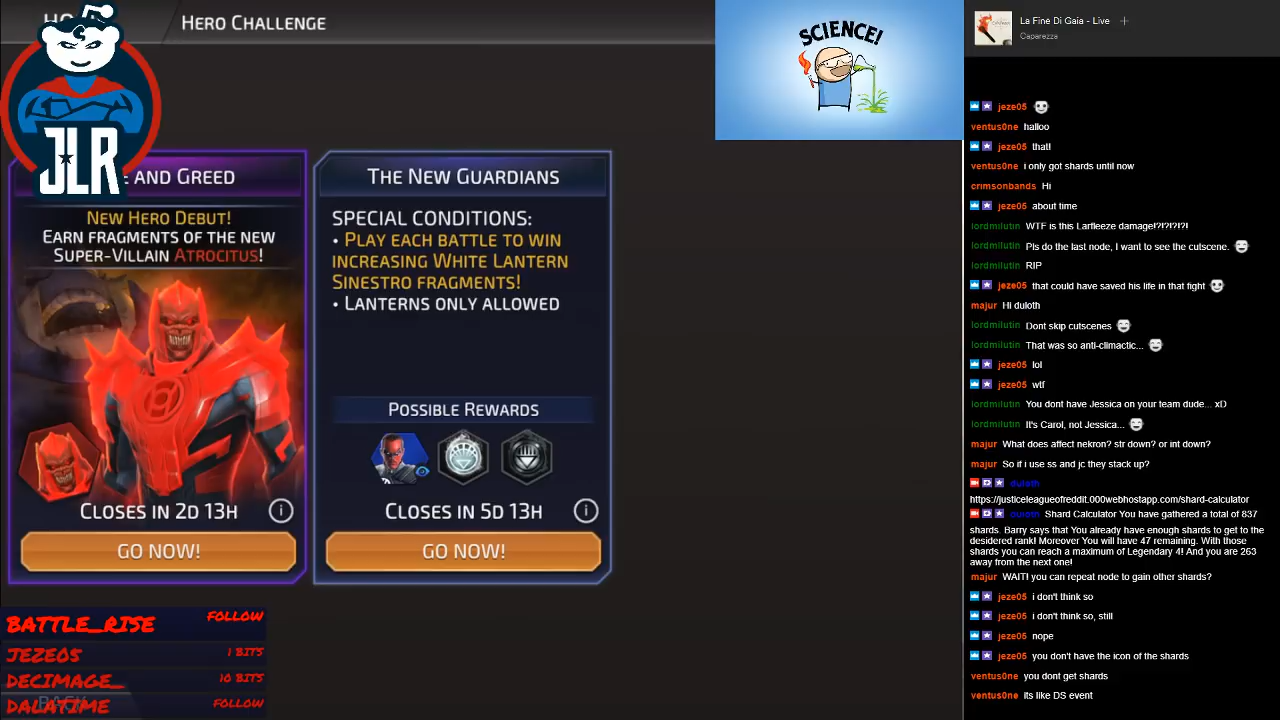 HERO CHALLENGE
JLR
SCIENCE!
La Fine Di Gaia - Live
Caparezza
AND GREED
NEW HERO DEBUT!
EARN FRAGMENTS OF THE NEW
SUPER-VILLAIN ATROCITUS!
CLOSES IN 2D 13H
GO NOW!
THE NEW GUARDIANS
SPECIAL CONDITIONS:
• PLAY EACH BATTLE TO WIN
INCREASING WHITE LANTERN
SINESTRO FRAGMENTS!
• LANTERNS ONLY ALLOWED
POSSIBLE REWARDS
CLOSES IN 5D 13H
GO NOW!
BATTLE_RISE FOLLOW
JEZE05 1 BITS
DECIMAGE_ 10 BITS
DALATIME FOLLOW
BACK
jeze05
ventus0ne halloo
jeze05 that!
ventus0ne i only got shards until now
crimsonbands Hi
jeze05 about time
lordmilutin WTF is this Larfleeze damage!?!?!?!?!
lordmilutin Pls do the last node, I want to see the cutscene.
lordmilutin RIP
jeze05 that could have saved his life in that fight
majur Hi duloth
lordmilutin Dont skip cutscenes
lordmilutin That was so anti-climactic...
jeze05 lol
jeze05 wtf
lordmilutin You dont have Jessica on your team dude... xD
lordmilutin It's Carol, not Jessica...
majur What does affect nekron? str down? or int down?
majur So if i use ss and jc they stack up?
duloth
https://justiceleagueofreddit.000webhostapp.com/shard-calculator
duloth Shard Calculator You have gathered a total of 837
shards. Barry says that You already have enough shards to get to the
desidered rank! Moreover You will have 47 remaining. With those
shards you can reach a maximum of Legendary 4! And you are 263
away from the next one!
majur WAIT! you can repeat node to gain other shards?
jeze05 i don't think so
jeze05 i don't think so, still
jeze05 nope
jeze05 you don't have the icon of the shards
ventus0ne you dont get shards
ventus0ne its like DS event